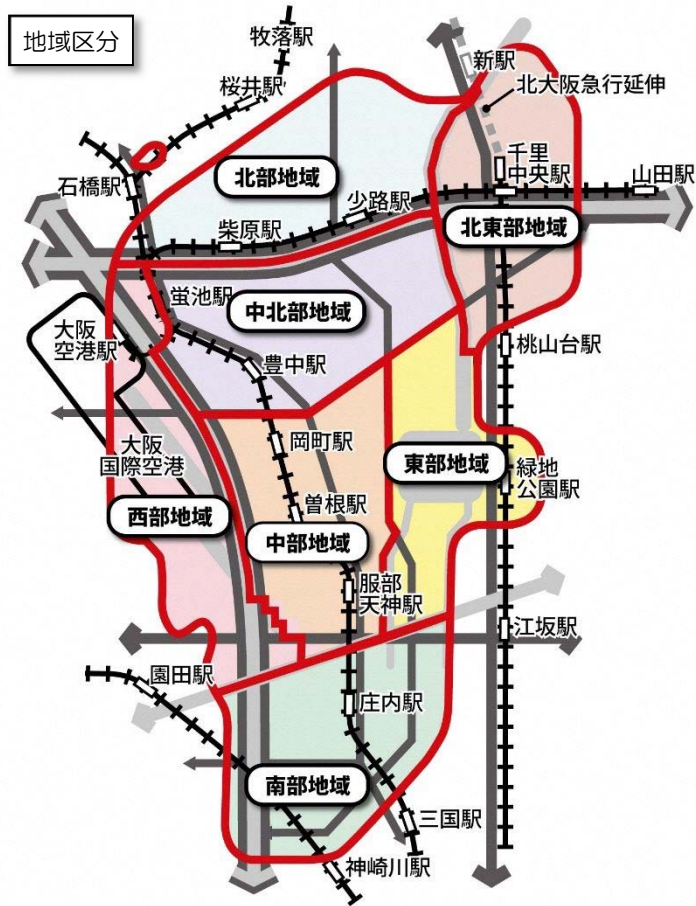 地域区分
牧落駅
新駅
桜井駅
北大阪急行延伸
千里
中央駅
石橋駅
北部地域
山田駅
少路駅
柴原駅
北東部地域
蛍池駅
中北部地域
大阪
空港駅
桃山台駅
豊中駅
岡町駅
大阪
国際空港
東部地域
緑地
公園駅
曽根駅
西部地域
中部地域
服部
天神駅
江坂駅
園田駅
庄内駅
南部地域
三国駅
神崎川駅